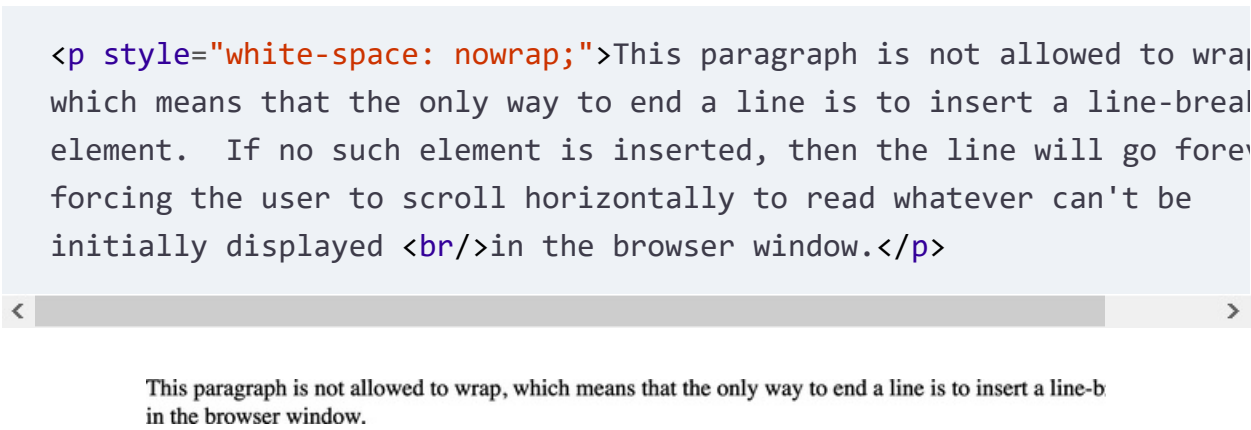 <p style="white-space: nowrap;">This paragraph is not allowed to wrap
which means that the only way to end a line is to insert a line-break
element.  If no such element is inserted, then the line will go forev
forcing the user to scroll horizontally to read whatever can't be
initially displayed <br/>in the browser window.</p>
This paragraph is not allowed to wrap, which means that the only way to end a line is to insert a line-b
in the browser window.